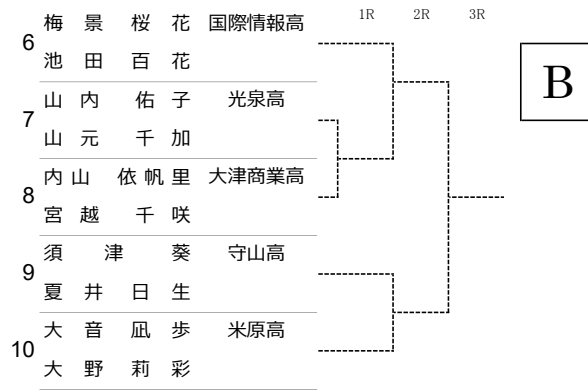 1R 2R 3R
6 梅景桜花 国際情報高
池田百花
B
7 山内佑子 光泉高
山元千加
8 内山依帆里 大津商業高
宮越千咲
9 須津葵 守山高
夏井日生
10 大音凪歩 米原高
大野莉彩